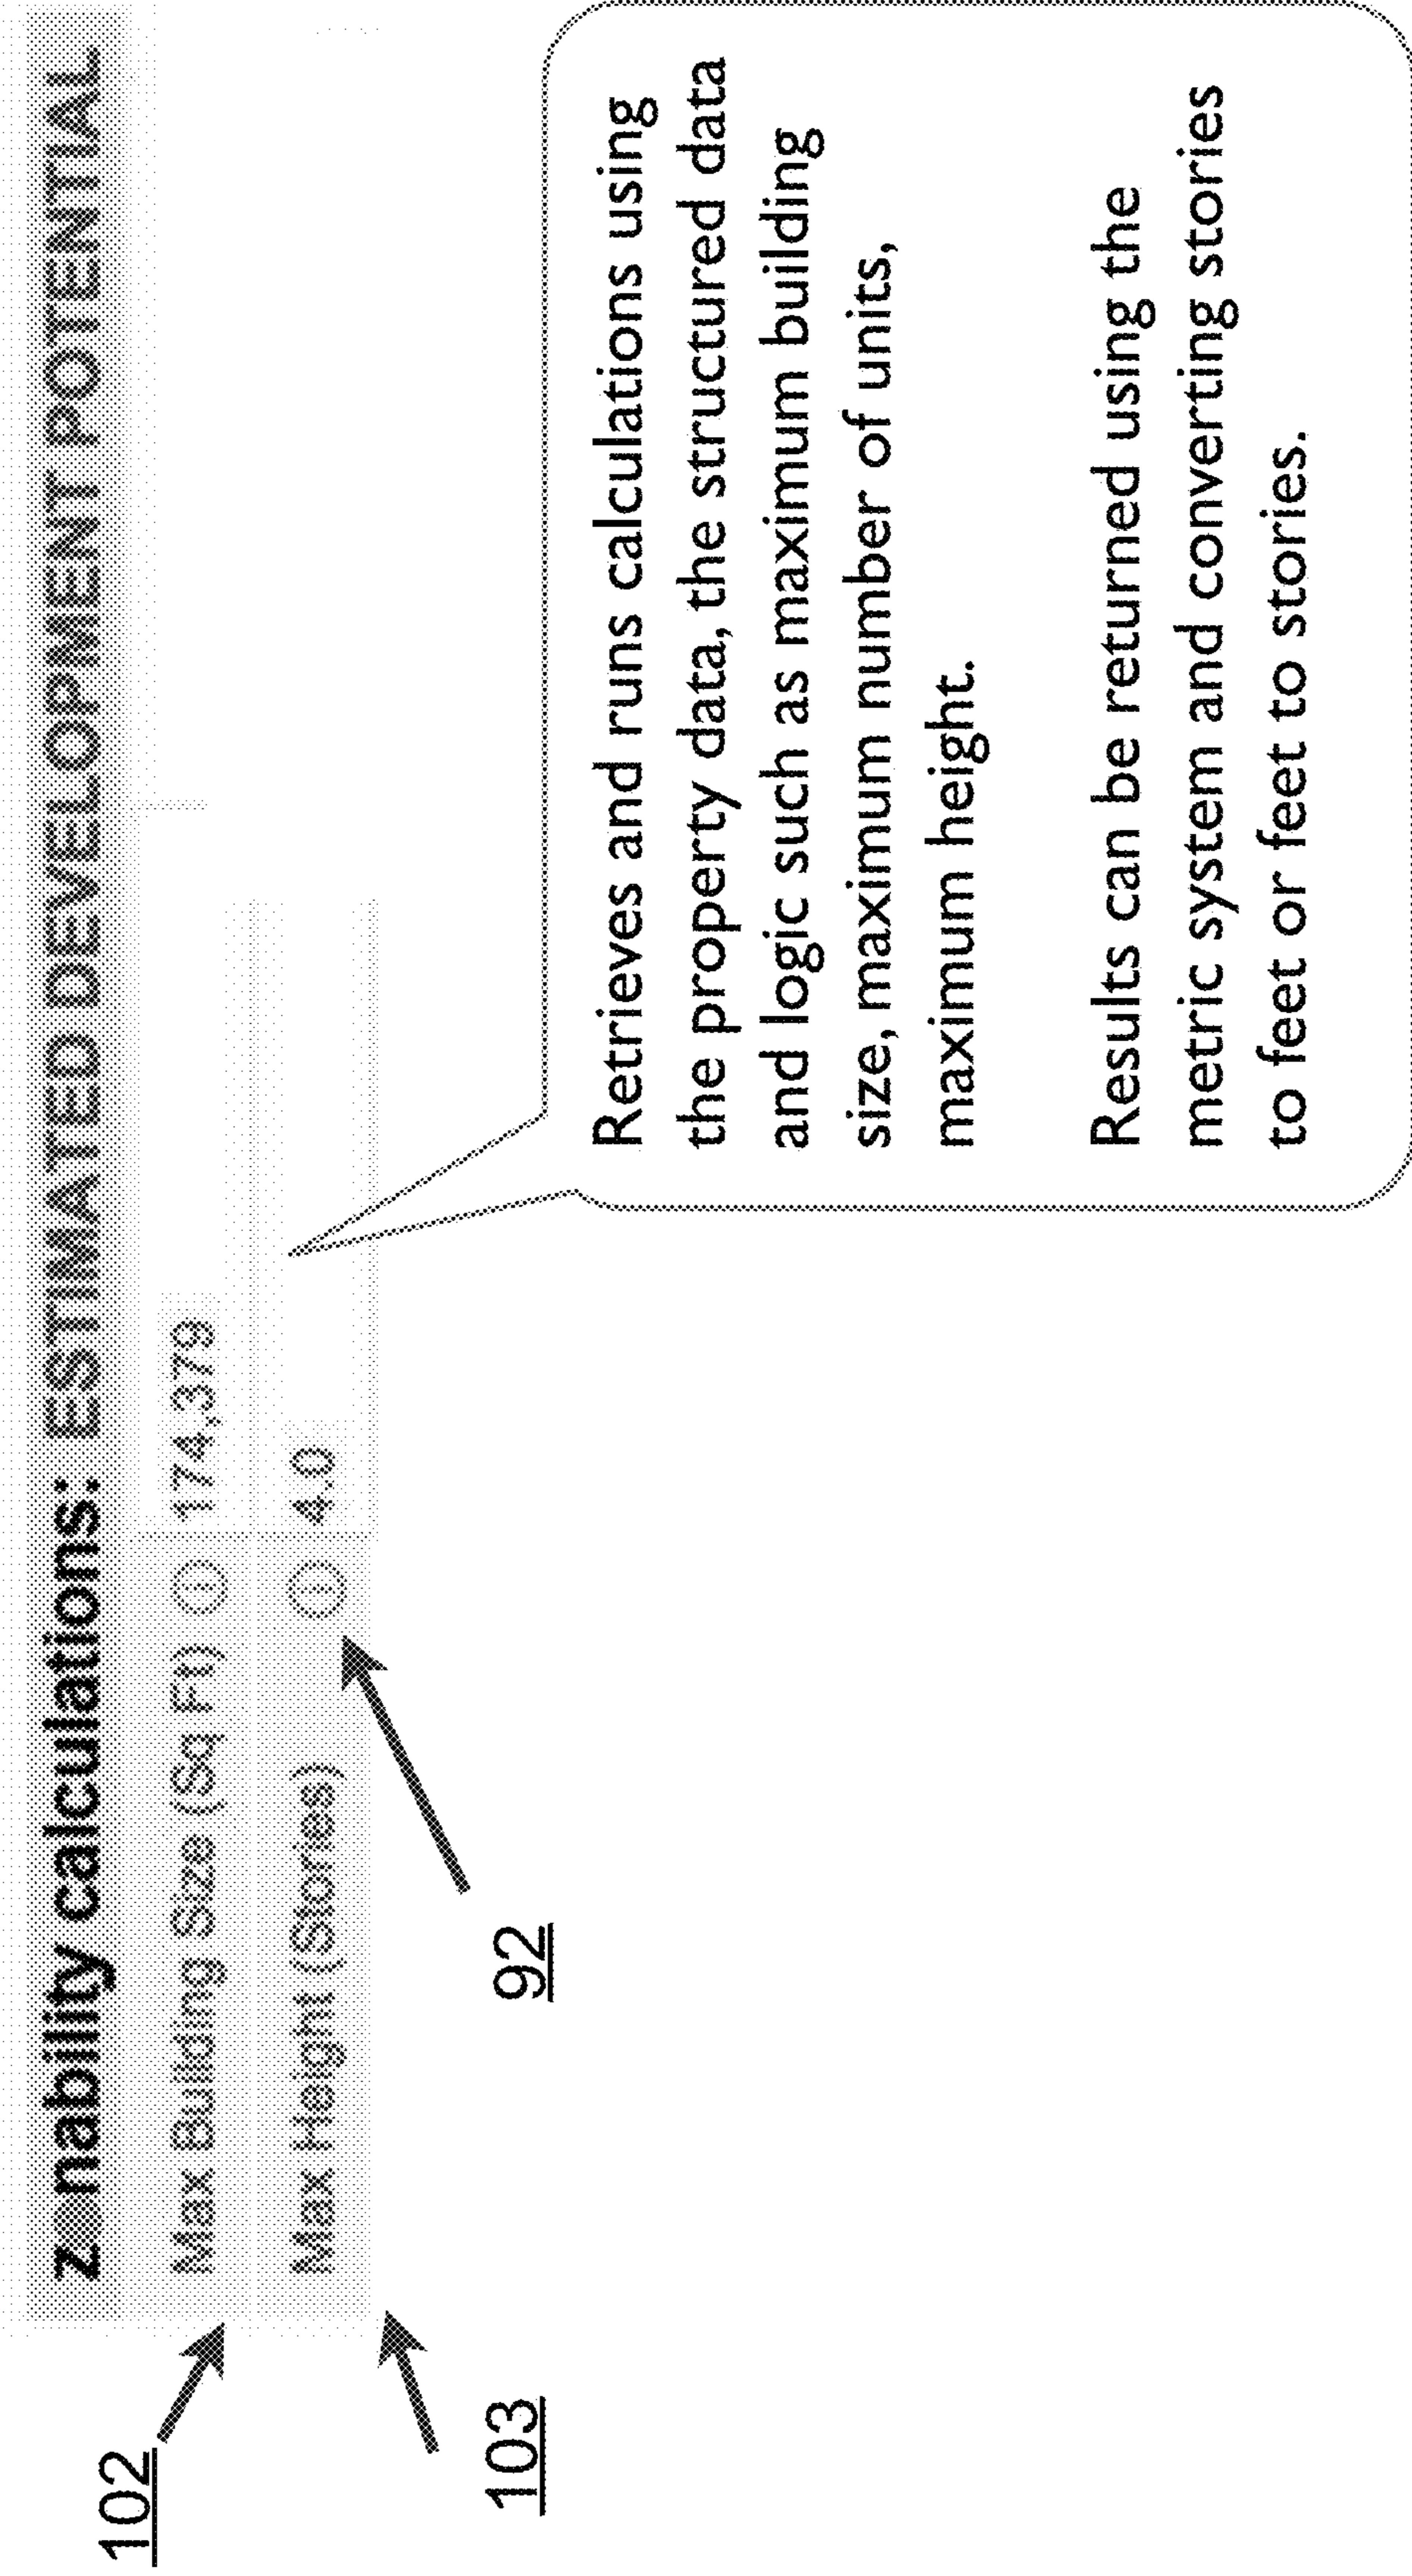 102
103
92
zonability calculations: ESTIMATED DEVELOPMENT POTENTIAL
Max Building Size (Sq Ft) ⓘ 174,379
Max Height (Stories) ⓘ 4.0
Retrieves and runs calculations using
the property data, the structured data
and logic such as maximum building
size, maximum number of units,
maximum height.
Results can be returned using the
metric system and converting stories
to feet or feet to stories.